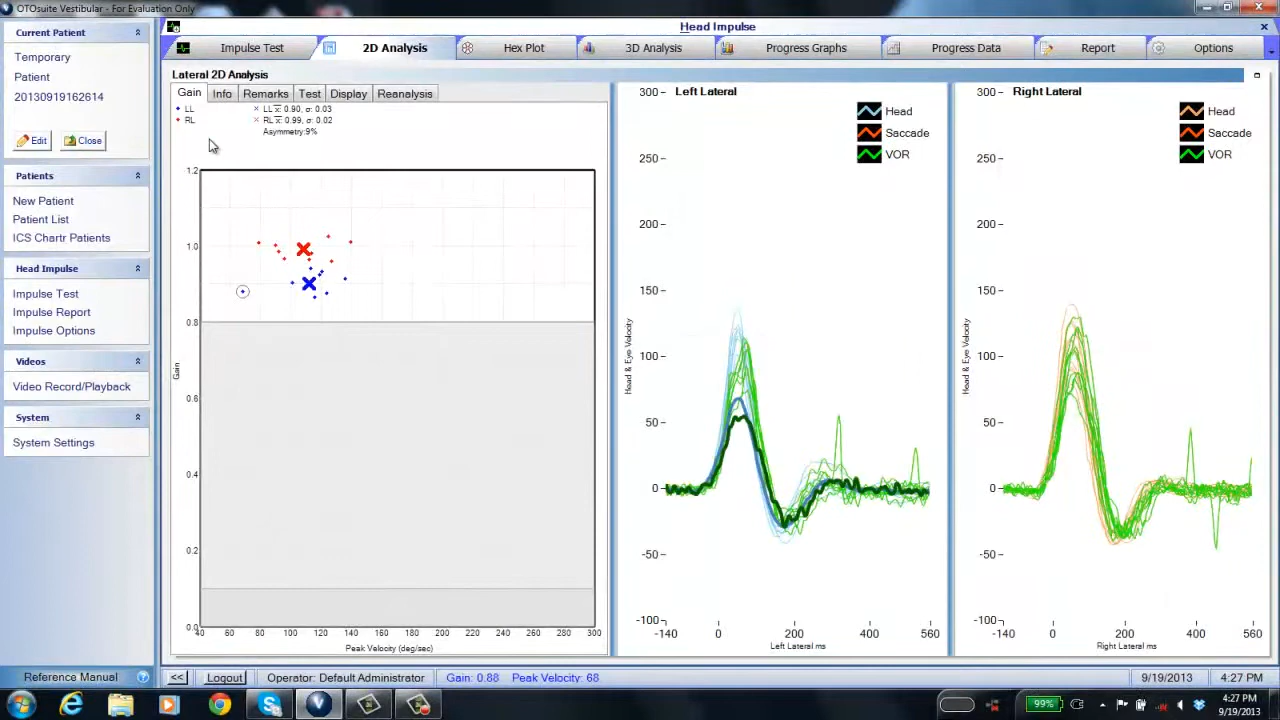 OTOsuite Vestibular - For Evaluation Only
Current Patient
Temporary
Patient
20130919162614
Edit
Close
Patients
New Patient
Patient List
ICS Chartr Patients
Head Impulse
Impulse Test
Impulse Report
Impulse Options
Videos
Video Record/Playback
System
System Settings
Reference Manual
Head Impulse
Impulse Test
2D Analysis
Hex Plot
3D Analysis
Progress Graphs
Progress Data
Report
Options
Lateral 2D Analysis
Gain
Info
Remarks
Test
Display
Reanalysis
LL
LL x: 0.90, σ: 0.03
RL
RL x: 0.99, σ: 0.02
Asymmetry:9%
1.2
1.0
0.8
0.6
0.4
0.2
0.0
Gain
40 60 80 100 120 140 160 180 200 220 240 260 280 300
Peak Velocity (deg/sec)
Left Lateral
Head
Saccade
VOR
300
250
200
150
100
50
0
-50
-100
Head & Eye Velocity
-140 0 200 400 560
Left Lateral ms
Right Lateral
Head
Saccade
VOR
300
250
200
150
100
50
0
-50
-100
Head & Eye Velocity
-140 0 200 400 560
Right Lateral ms
<<
Logout
Operator: Default Administrator
Gain: 0.88 Peak Velocity: 68
9/19/2013
4:27 PM
99%
4:27 PM
9/19/2013